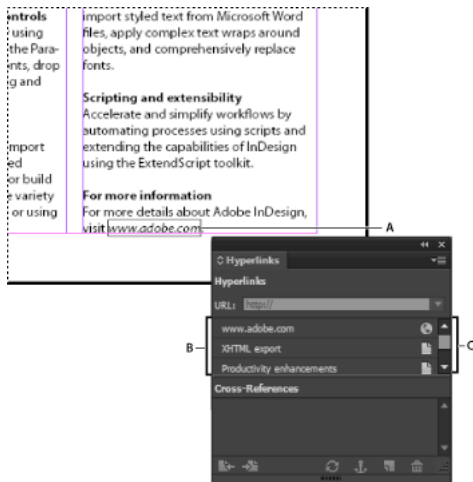 ntrols
using
the Para-
nts, drop
g and
mport
ed
or build
variety
or using
import styled text from Microsoft Word
files, apply complex text wraps around
objects, and comprehensively replace
fonts.
Scripting and extensibility
Accelerate and simplify workflows by
automating processes using scripts and
extending the capabilities of InDesign
using the ExtendScript toolkit.
For more information
For more details about Adobe InDesign,
visit www.adobe.com
A
Hyperlinks
Hyperlinks
URL: http://
www.adobe.com
XHTML export
Productivity enhancements
B
C
Cross-References